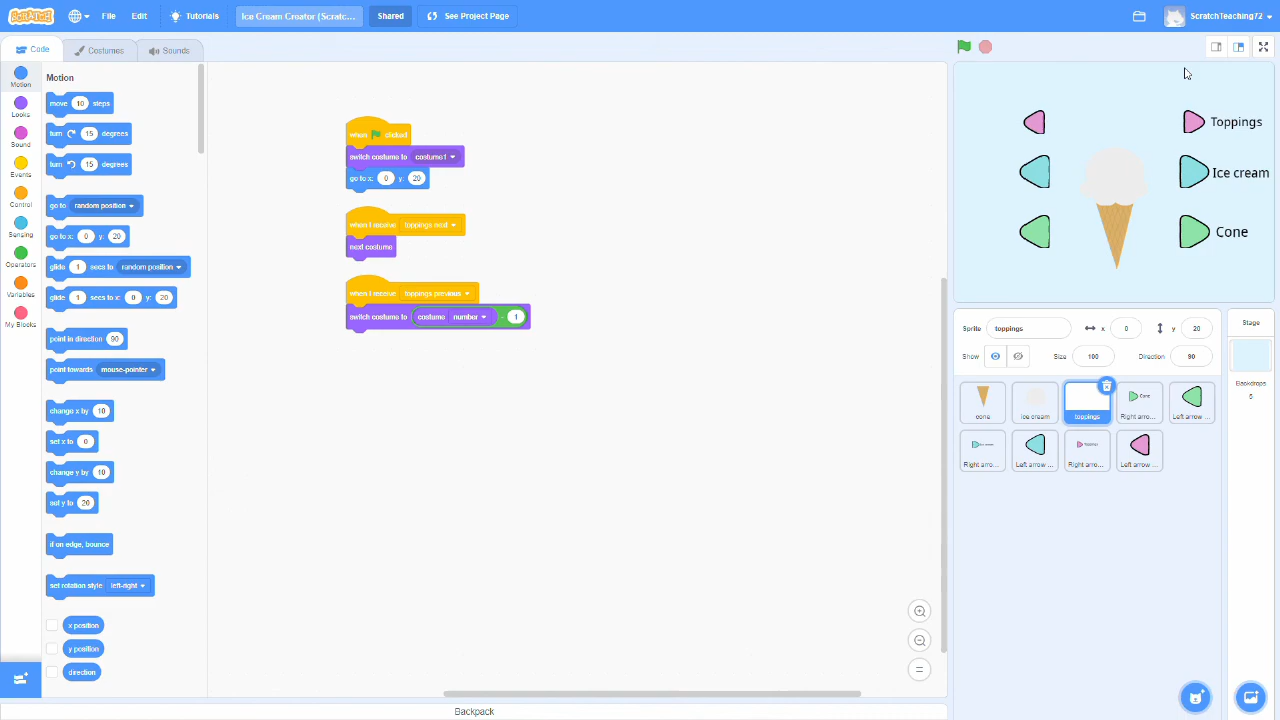 SCRATCH File Edit Tutorials Ice Cream Creator (Scratc... Shared See Project Page ScratchTeaching72
Code Costumes Sounds
Motion
Looks
Sound
Events
Control
Sensing
Operators
Variables
My Blocks
Motion
move 10 steps
turn 15 degrees
turn 15 degrees
go to random position
go to x: 0 y: 20
glide 1 secs to random position
glide 1 secs to x: 0 y: 20
point in direction 90
point towards mouse-pointer
change x by 10
set x to 0
change y by 10
set y to 20
if on edge, bounce
set rotation style left-right
x position
y position
direction
when clicked
switch costume to costume1
go to x: 0 y: 20
when I receive toppings next
next costume
when I receive toppings previous
switch costume to costume number - 1
Toppings
Ice cream
Cone
Sprite toppings x 0 y 20
Show Size 100 Direction 90
cone ice cream toppings Right arro... Left arrow ...
Right arro... Left arrow ... Right arro... Left arrow ...
Cone
Toppings
Stage
Backdrops
5
Backpack